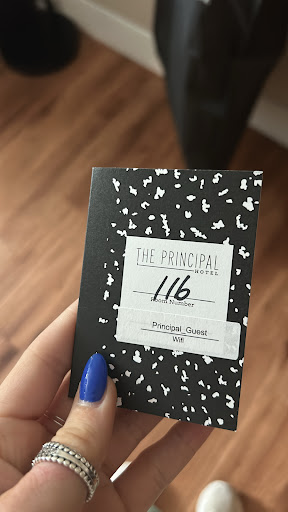 THE PRINCIPAL
HOTEL
116
Room Number
Principal_Guest
Wifi